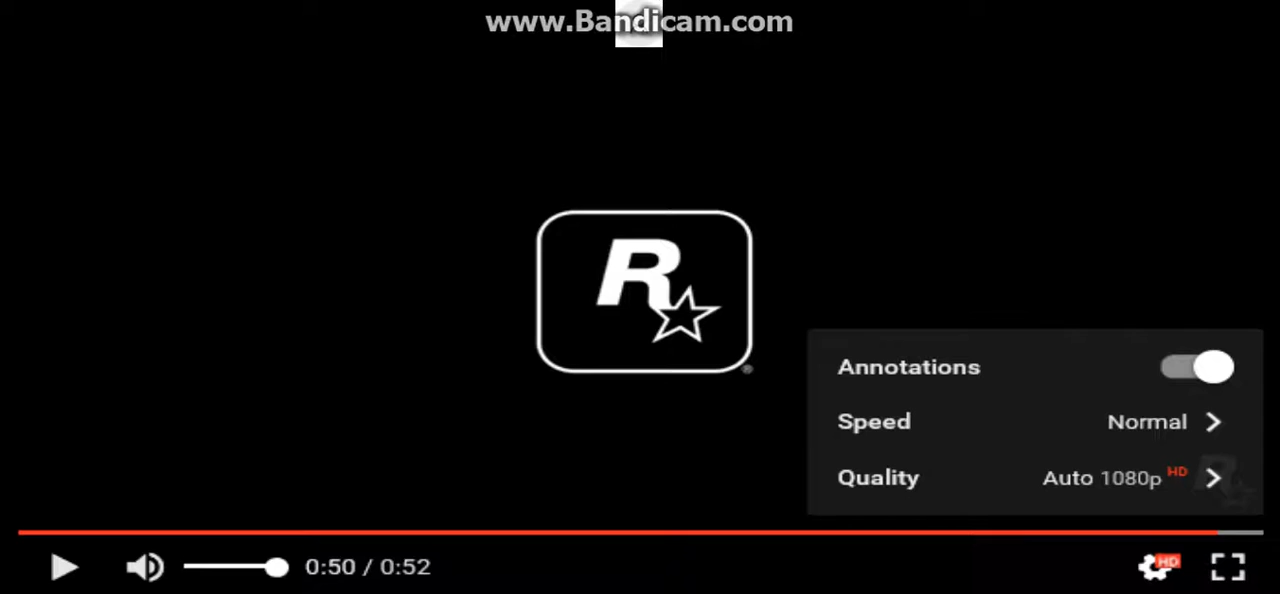 www.Bandicam.com
R
®
Annotations
Speed Normal
Quality Auto 1080p HD
0:50 / 0:52 HD